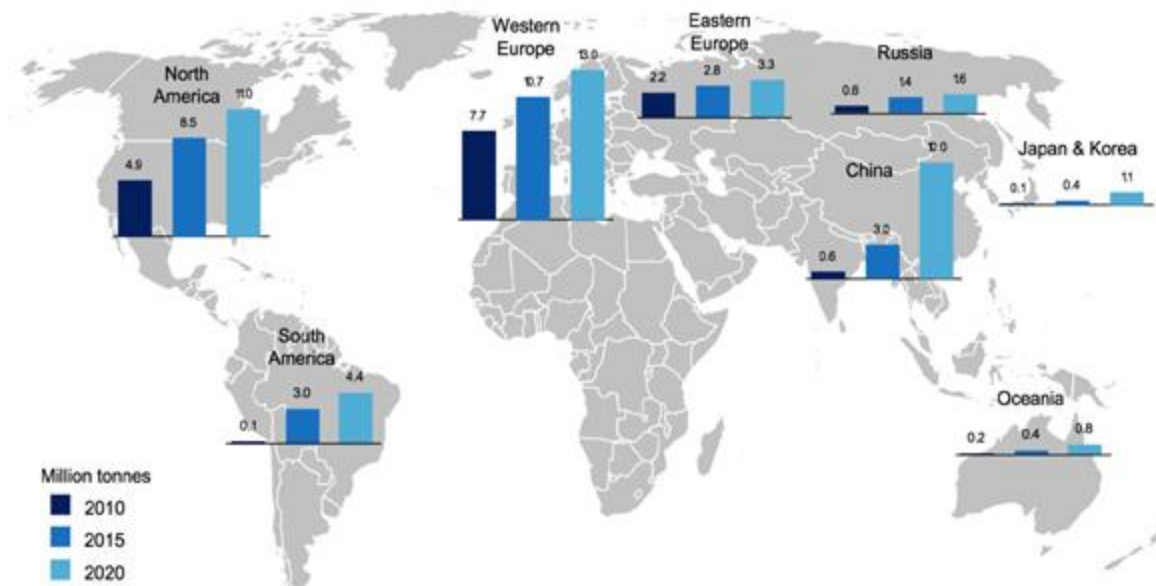 Western
Europe
7.7
10.7
13.0
Eastern
Europe
2.2
2.8
3.3
Russia
0.8
1.4
1.6
North
America
4.9
8.5
11.0
China
0.6
3.0
10.0
Japan & Korea
0.1
0.4
1.1
South
America
0.1
3.0
4.4
Oceania
0.2
0.4
0.8
Million tonnes
2010
2015
2020